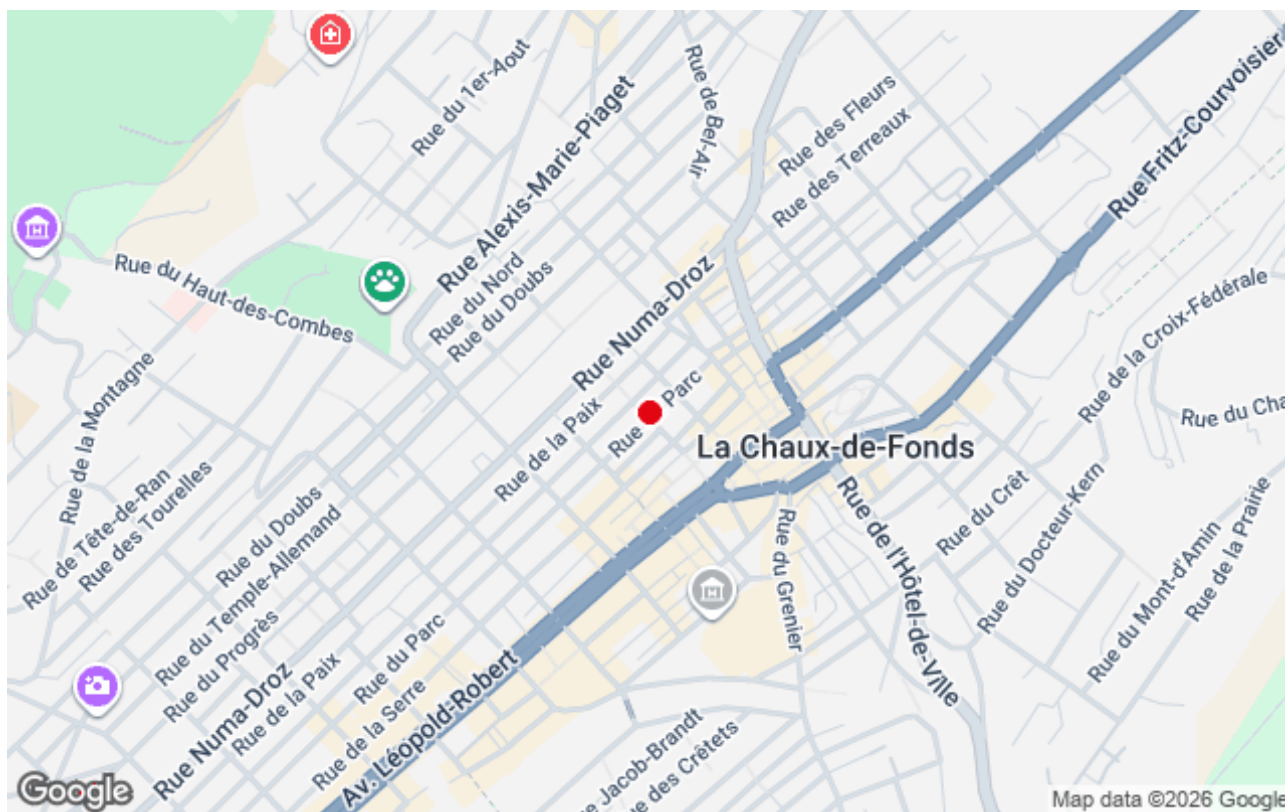 Rue du 1er-Aout
Rue de Bel-Air
Rue Alexis-Marie-Piaget
Rue des Fleurs
Rue des Terreaux
Rue Fritz-Courvoisier
Rue du Haut-des-Combes
Rue du Nord
Rue du Doubs
Rue Numa-Droz
Rue de la Croix-Fédérale
Rue de la Montagne
Rue Parc
Rue de la Paix
Rue du Cha
La Chaux-de-Fonds
Rue de Tête-de-Ran
Rue des Tourelles
Rue du Doubs
Rue du Temple-Allemand
Rue du Progrès
Rue Numa-Droz
Rue de la Paix
Rue du Parc
Rue de la Serre
Av. Léopold-Robert
Rue du Grenier
Rue de l'Hôtel-de-Ville
Rue du Crêt
Rue du Docteur-Kern
Rue du Mont-d'Amin
Rue de la Prairie
ue Jacob-Brandt
ue des Crêtets
Google
Map data ©2026 Google